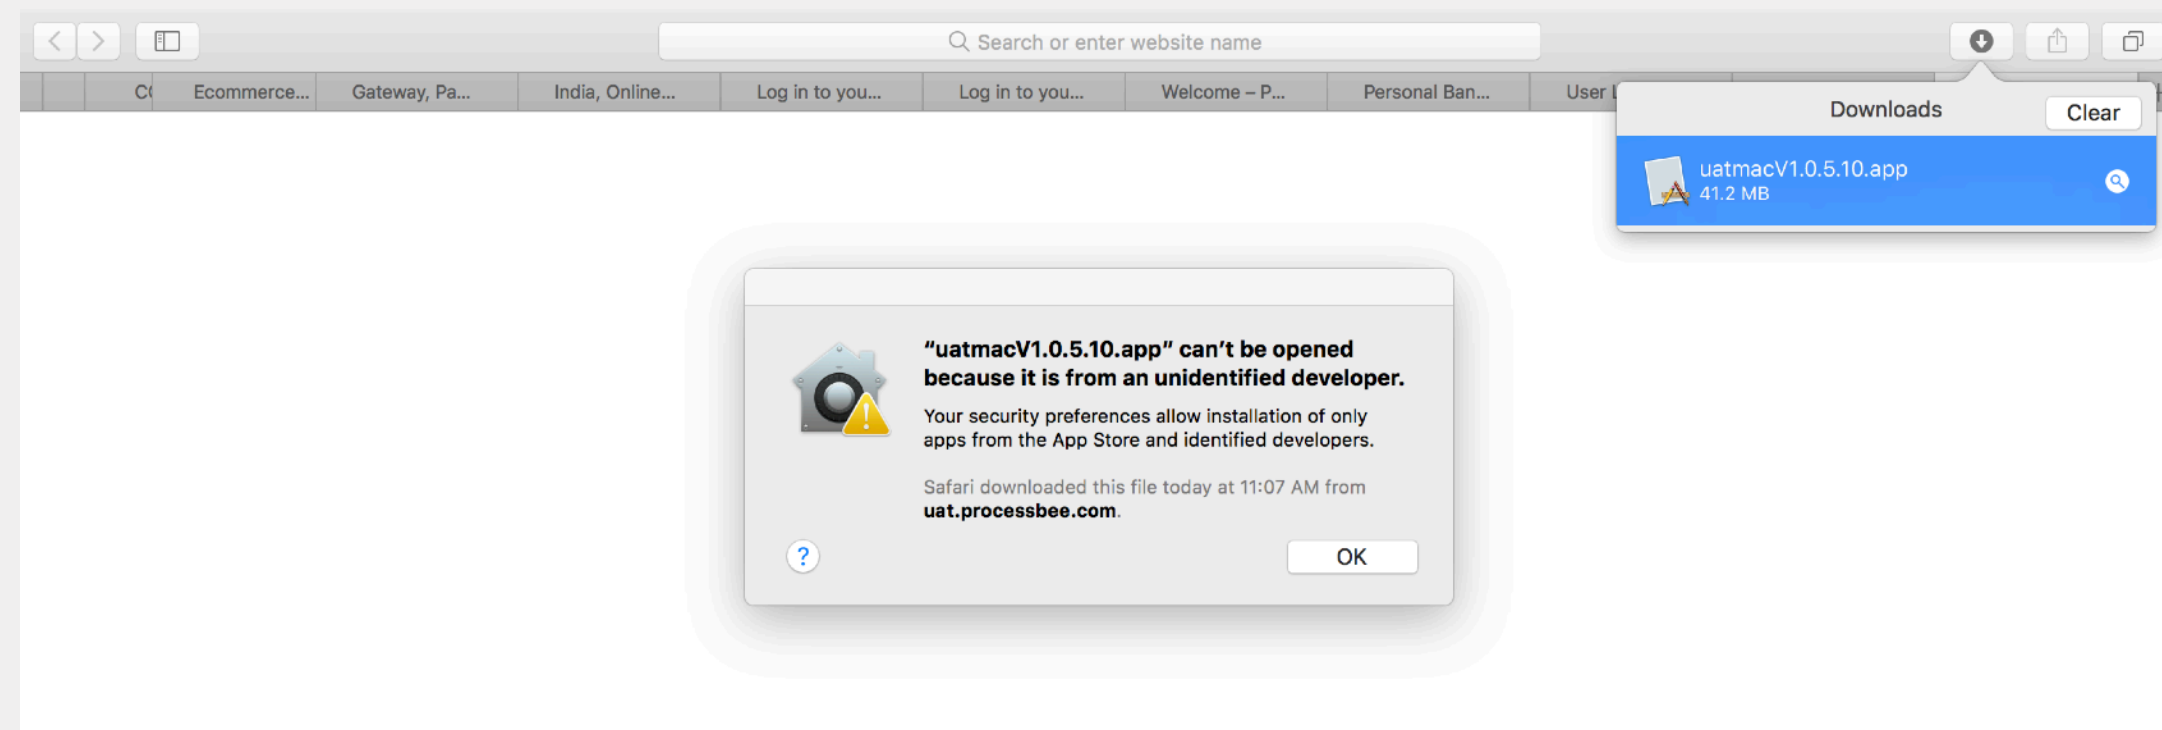 Search or enter website name
Ecommerce... Gateway, Pa... India, Online... Log in to you... Log in to you... Welcome – P... Personal Ban... User
Downloads Clear
uatmacV1.0.5.10.app
41.2 MB
“uatmacV1.0.5.10.app” can’t be opened
because it is from an unidentified developer.
Your security preferences allow installation of only
apps from the App Store and identified developers.
Safari downloaded this file today at 11:07 AM from
uat.processbee.com.
?
OK